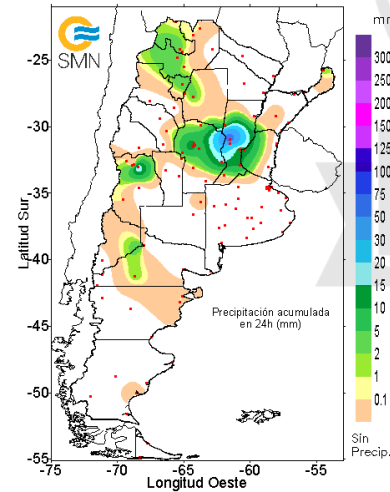 SMN
mm
300
250
200
150
125
100
75
50
30
20
15
10
5
2
1
0.1
Sin
Precip.
-25
-30
-35
-40
-45
-50
-55
Latitud Sur
Precipitación acumulada
en 24h (mm)
-75 -70 -65 -60 -55
Longitud Oeste